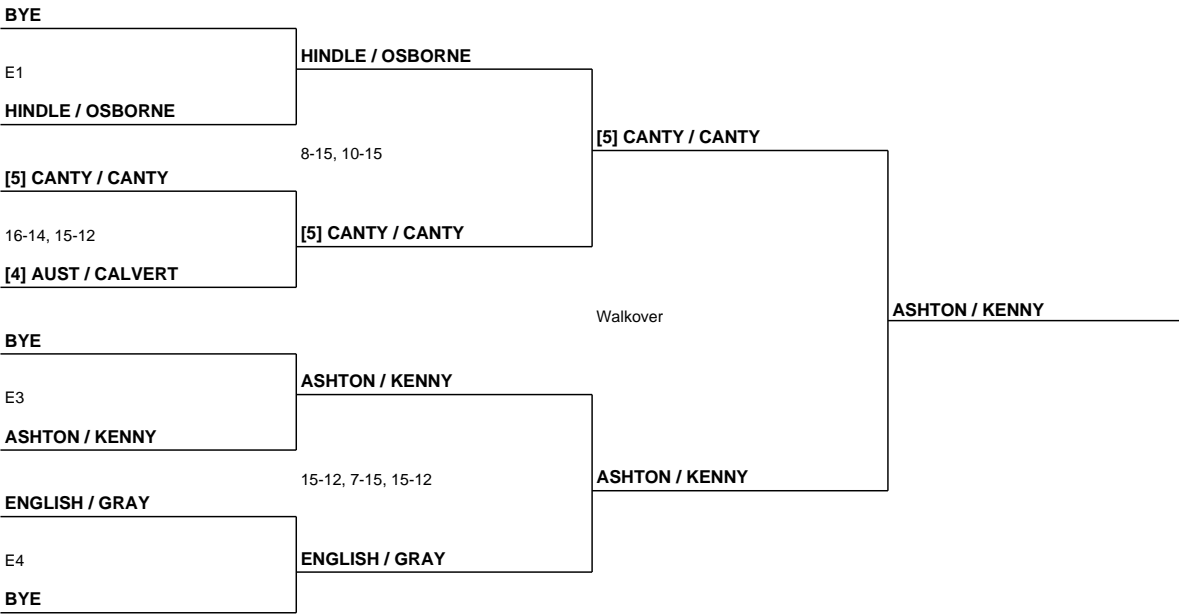 BYE
E1
HINDLE / OSBORNE
[5] CANTY / CANTY
16-14, 15-12
[4] AUST / CALVERT
BYE
E3
ASHTON / KENNY
ENGLISH / GRAY
E4
BYE
HINDLE / OSBORNE
8-15, 10-15
[5] CANTY / CANTY
ASHTON / KENNY
15-12, 7-15, 15-12
ENGLISH / GRAY
[5] CANTY / CANTY
Walkover
ASHTON / KENNY
ASHTON / KENNY